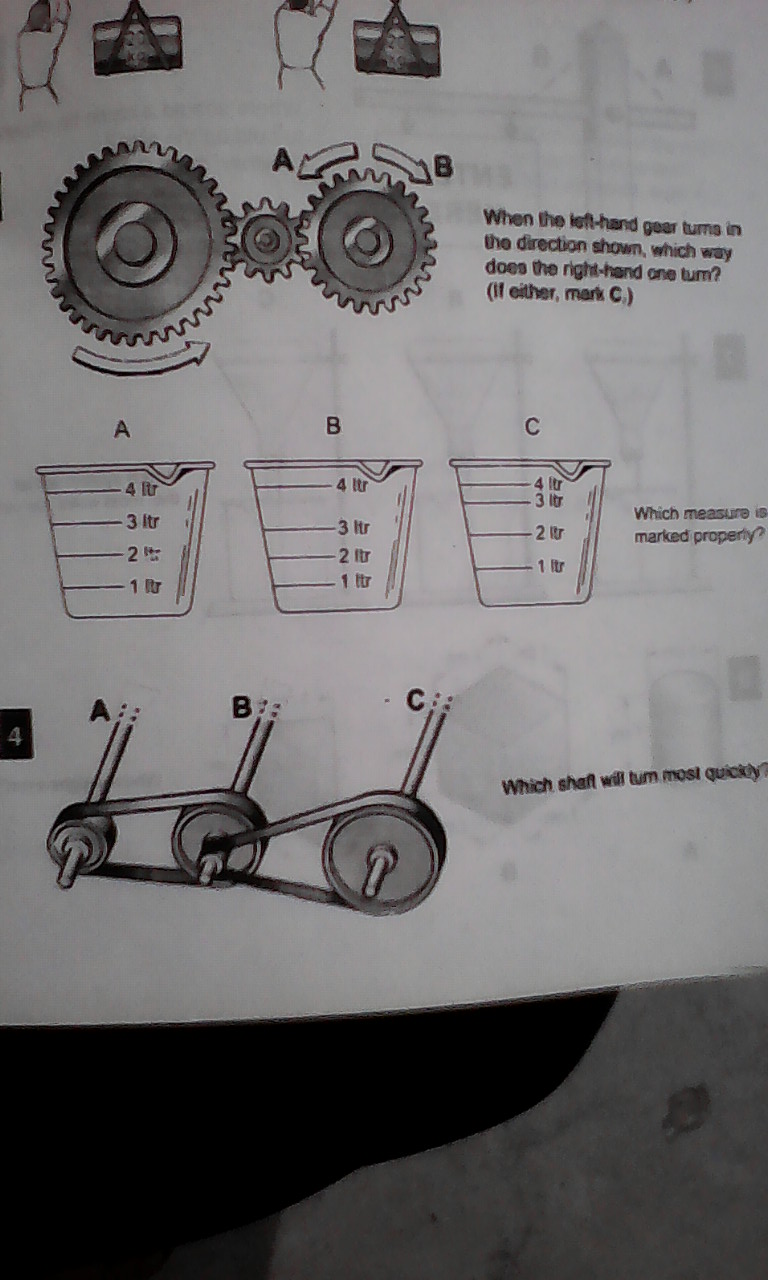 A
B
When the left-hand gear turns in
the direction shown, which way
does the right-hand one turn?
(If either, mark C.)
A
B
C
4 ltr
3 ltr
2 ltr
1 ltr
4 ltr
3 ltr
2 ltr
1 ltr
4 ltr
3 ltr
2 ltr
1 ltr
Which measure is
marked properly?
4
A
B
C
Which shaft will turn most quickly?